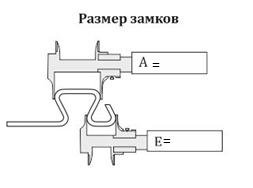 Размер замков
A =
E=